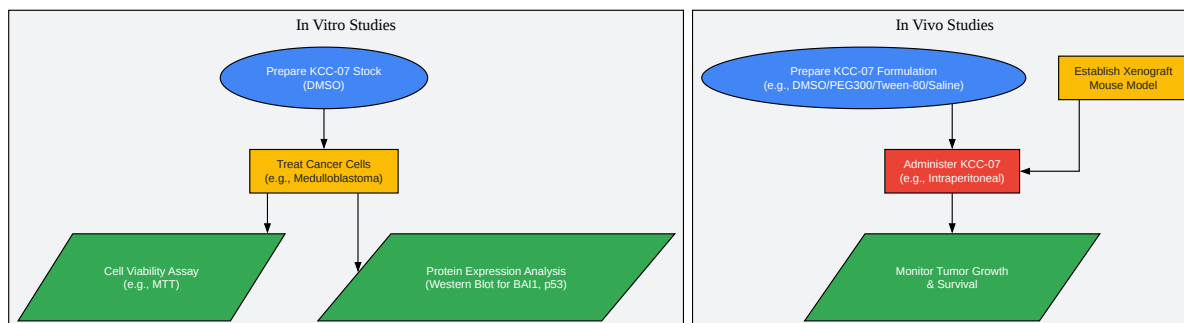 In Vitro Studies
Prepare KCC-07 Stock
(DMSO)
Treat Cancer Cells
(e.g., Medulloblastoma)
Cell Viability Assay
(e.g., MTT)
Protein Expression Analysis
(Western Blot for BAI1, p53)
In Vivo Studies
Prepare KCC-07 Formulation
(e.g., DMSO/PEG300/Tween-80/Saline)
Establish Xenograft
Mouse Model
Administer KCC-07
(e.g., Intraperitoneal)
Monitor Tumor Growth
& Survival